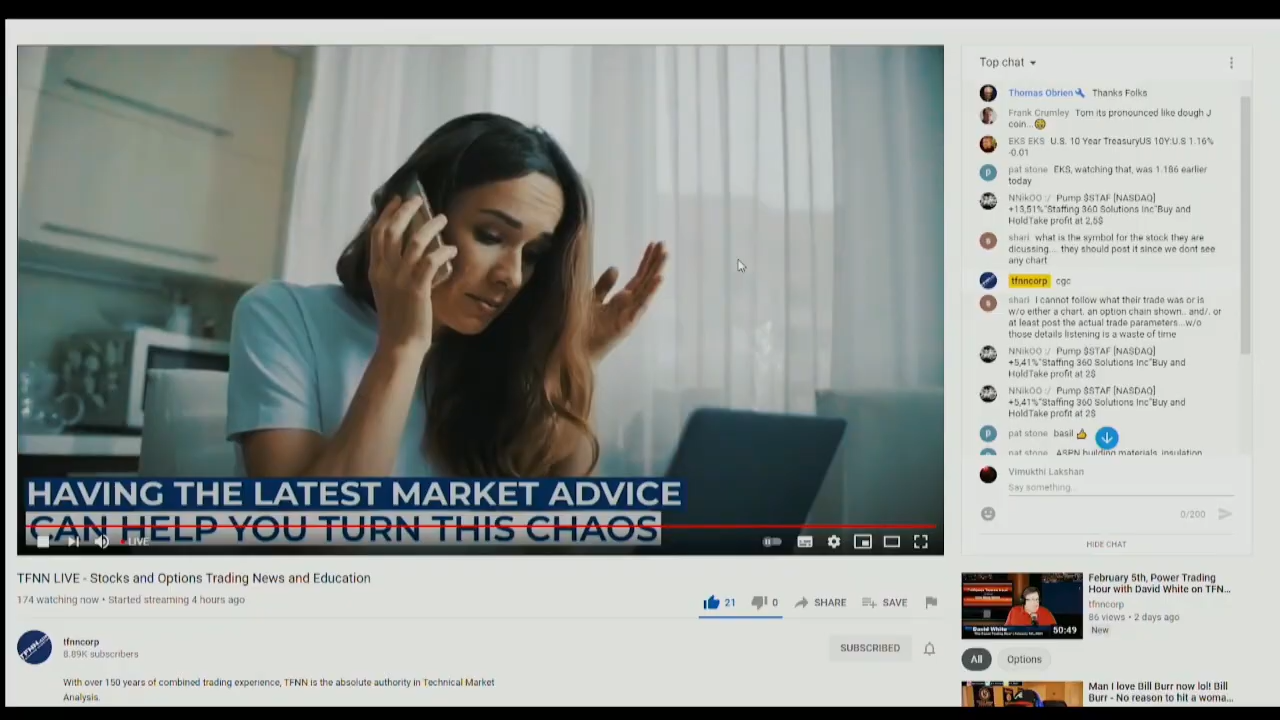 HAVING THE LATEST MARKET ADVICE
CAN HELP YOU TURN THIS CHAOS
LIVE
TFNN LIVE - Stocks and Options Trading News and Education
174 watching now • Started streaming 4 hours ago
21
0
SHARE
SAVE
tfnncorp
8.89K subscribers
SUBSCRIBED
With over 150 years of combined trading experience, TFNN is the absolute authority in Technical Market
Analysis.
Top chat
Thomas Obrien Thanks Folks
Frank Crumley Tom its pronounced like dough J
coin...
EKS EKS U.S. 10 Year TreasuryUS 10Y:U.S 1.16%
-0.01
p pat stone EKS, watching that, was 1.186 earlier
today
NNikOO :/ Pump $STAF [NASDAQ]
+13,51%"Staffing 360 Solutions Inc"Buy and
HoldTake profit at 2,5$
s shari what is the symbol for the stock they are
dicussing.... they should post it since we dont see
any chart
tfnncorp cgc
s shari I cannot follow what their trade was or is
w/o either a chart. an option chain shown.. and/. or
at least post the actual trade parameters...w/o
those details listening is a waste of time
NNikOO :/ Pump $STAF [NASDAQ]
+5,41%"Staffing 360 Solutions Inc"Buy and
HoldTake profit at 2$
NNikOO :/ Pump $STAF [NASDAQ]
+5,41%"Staffing 360 Solutions Inc"Buy and
HoldTake profit at 2$
p pat stone basil
pat stone ASPN building materials, insulation
Vimukthi Lakshan
Say something...
0/200
HIDE CHAT
David White
50:49
February 5th, Power Trading
Hour with David White on TFN...
tfnncorp
86 views • 2 days ago
New
All
Options
Man I love Bill Burr now lol! Bill
Burr - No reason to hit a woma...